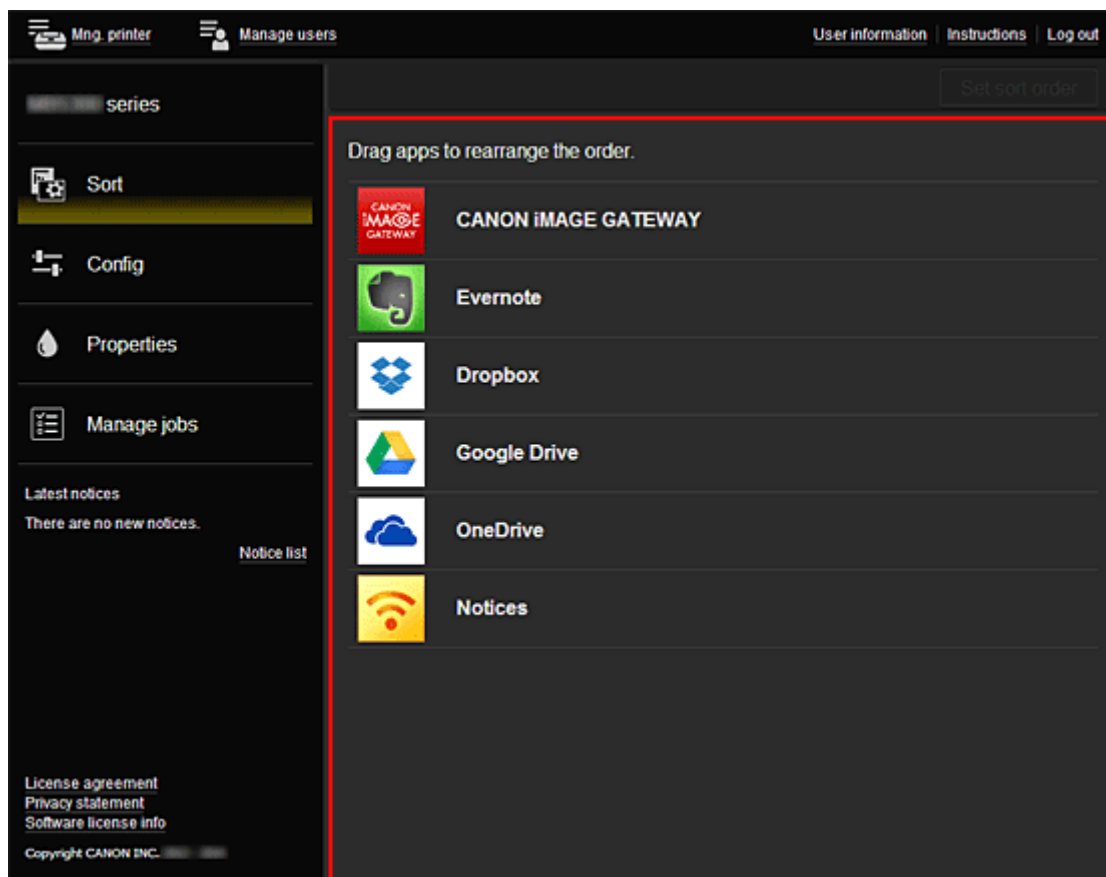 Mng. printer
Manage users
User information
Instructions
Log out
series
Set sort order
Sort
Config
Properties
Manage jobs
Latest notices
There are no new notices.
Notice list
License agreement
Privacy statement
Software license info
Copyright CANON INC.
Drag apps to rearrange the order.
CANON
iMAGE
GATEWAY
CANON iMAGE GATEWAY
Evernote
Dropbox
Google Drive
OneDrive
Notices